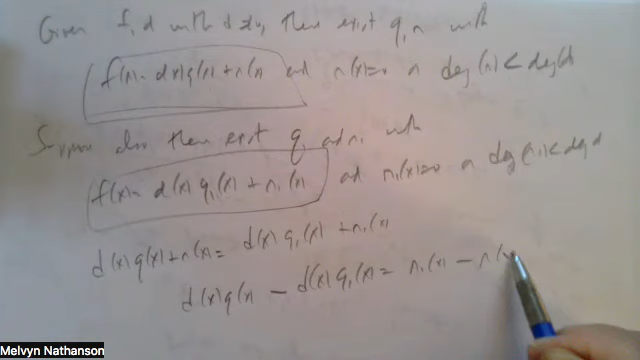 Given f, d with d ≠ 0, there exist q, r with
f(x) = d(x)q(x) + r(x) and r(x)=0 or deg(r) < deg(d)
Suppose also there exist q₁ and r₁ with
f(x) = d(x) q₁(x) + r₁(x) and r₁(x)=0 or deg(r₁) < deg d
d(x)q(x) + r(x) = d(x) q₁(x) + r₁(x)
d(x)q(x) - d(x)q₁(x) = r₁(x) - r(x)
Melvyn Nathanson